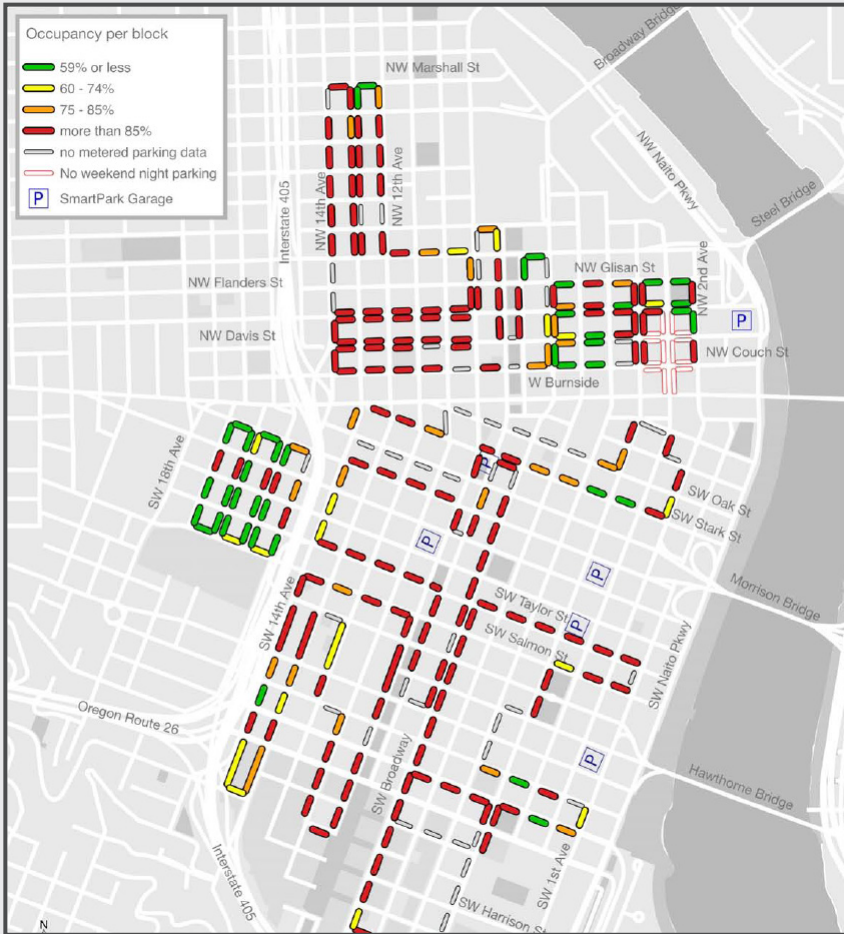 Occupancy per block
59% or less
60 - 74%
75 - 85%
more than 85%
no metered parking data
No weekend night parking
P SmartPark Garage
NW Marshall St
Broadway Bridge
NW Naito Pkwy
Steel Bridge
Interstate 405
NW 14th Ave
NW 12th Ave
NW Flanders St
NW Glisan St
NW 2nd Ave
NW Davis St
P
NW Couch St
W Burnside
SW 18th Ave
P
SW Oak St
SW Stark St
P
P
Morrison Bridge
SW 14th Ave
SW Taylor St
P
SW Salmon St
SW Naito Pkwy
Oregon Route 26
SW Broadway
P
Hawthorne Bridge
Interstate 405
SW 1st Ave
SW Harrison St
N